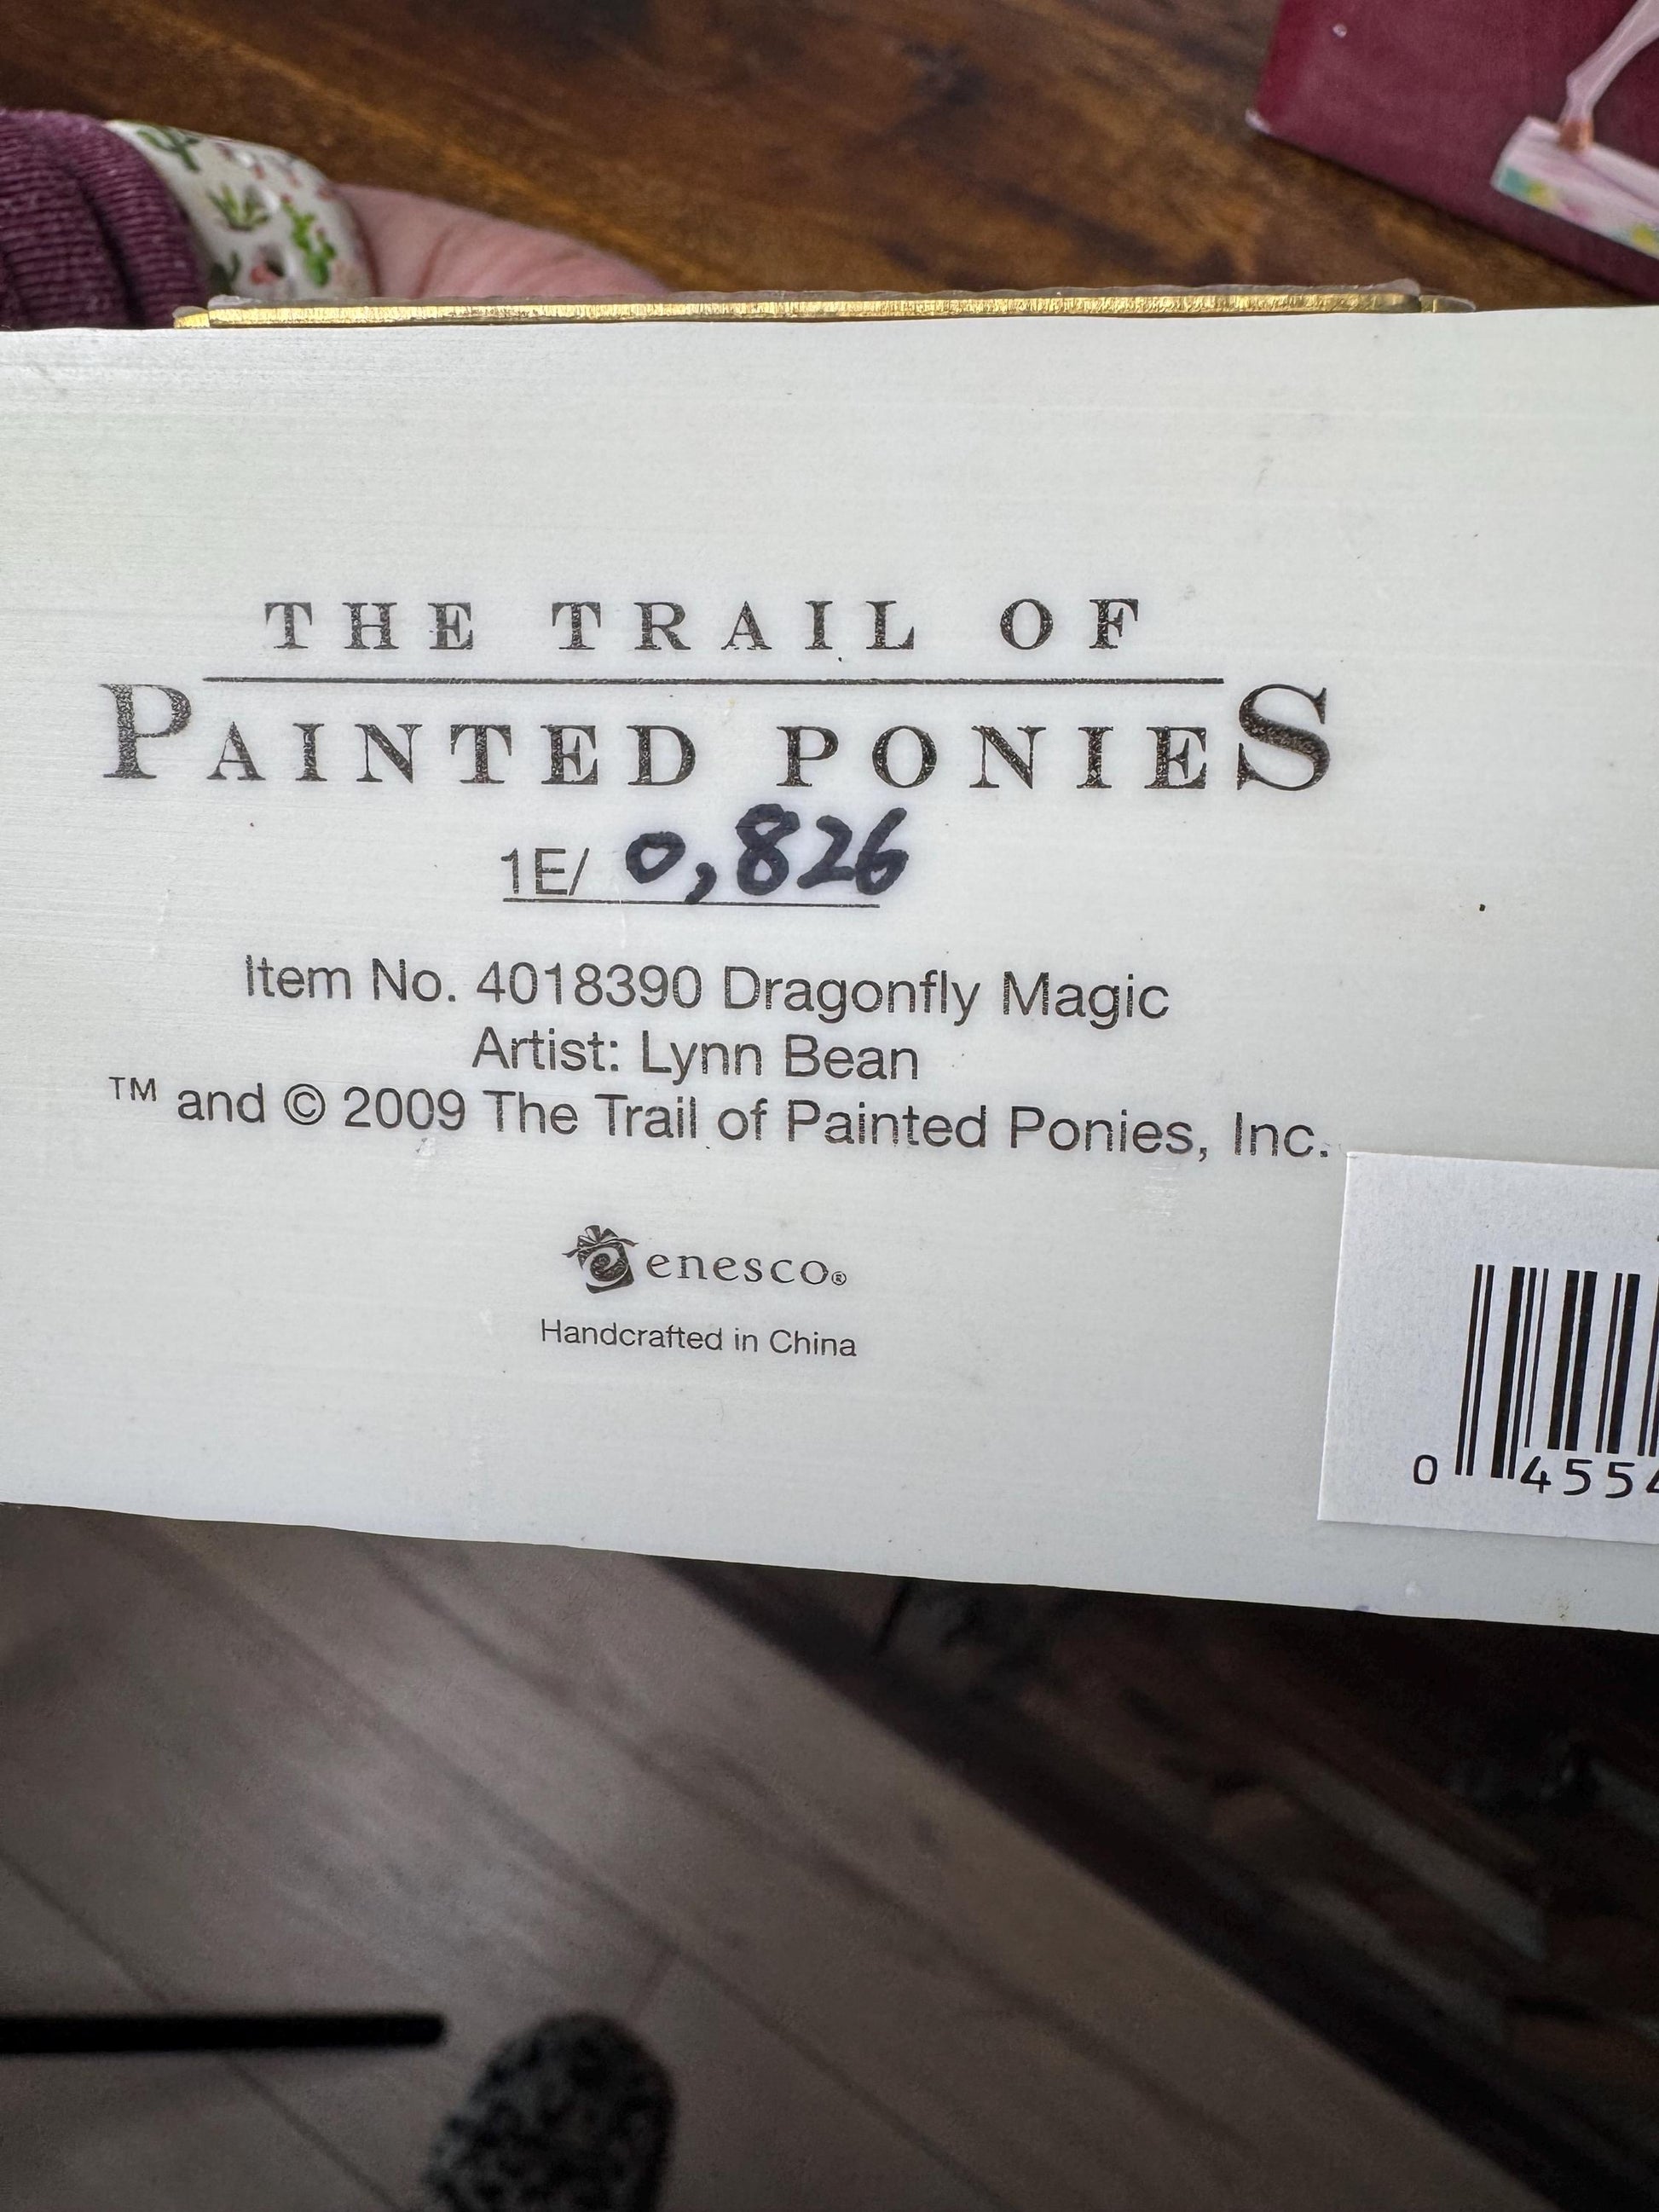 THE TRAIL OF
PAINTED PONIES
1E/ 0,826
Item No. 4018390 Dragonfly Magic
Artist: Lynn Bean
TM and © 2009 The Trail of Painted Ponies, Inc.
enesco®
Handcrafted in China
0 455